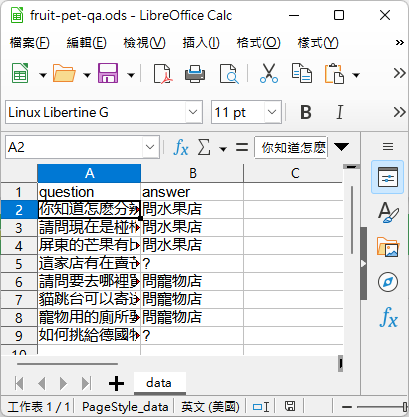 fruit-pet-qa.ods - LibreOffice Calc
檔案(F) 編輯(E) 檢視(V) 插入(I) 格式(O) 樣式(Y)
Linux Libertine G 11 pt B I
A2 fx Σ = 你知道怎麼
A B C
1 question answer
2 你知道怎麼分 問水果店
3 請問現在是椪 問水果店
4 屏東的芒果有 問水果店
5 這家店有在賣 ?
6 請問要去哪裡 問寵物店
7 貓跳台可以寄 問寵物店
8 寵物用的廁所 問寵物店
9 如何挑給德國 ?
10
data
工作表 1 / 1 PageStyle_data 英文 (美國)